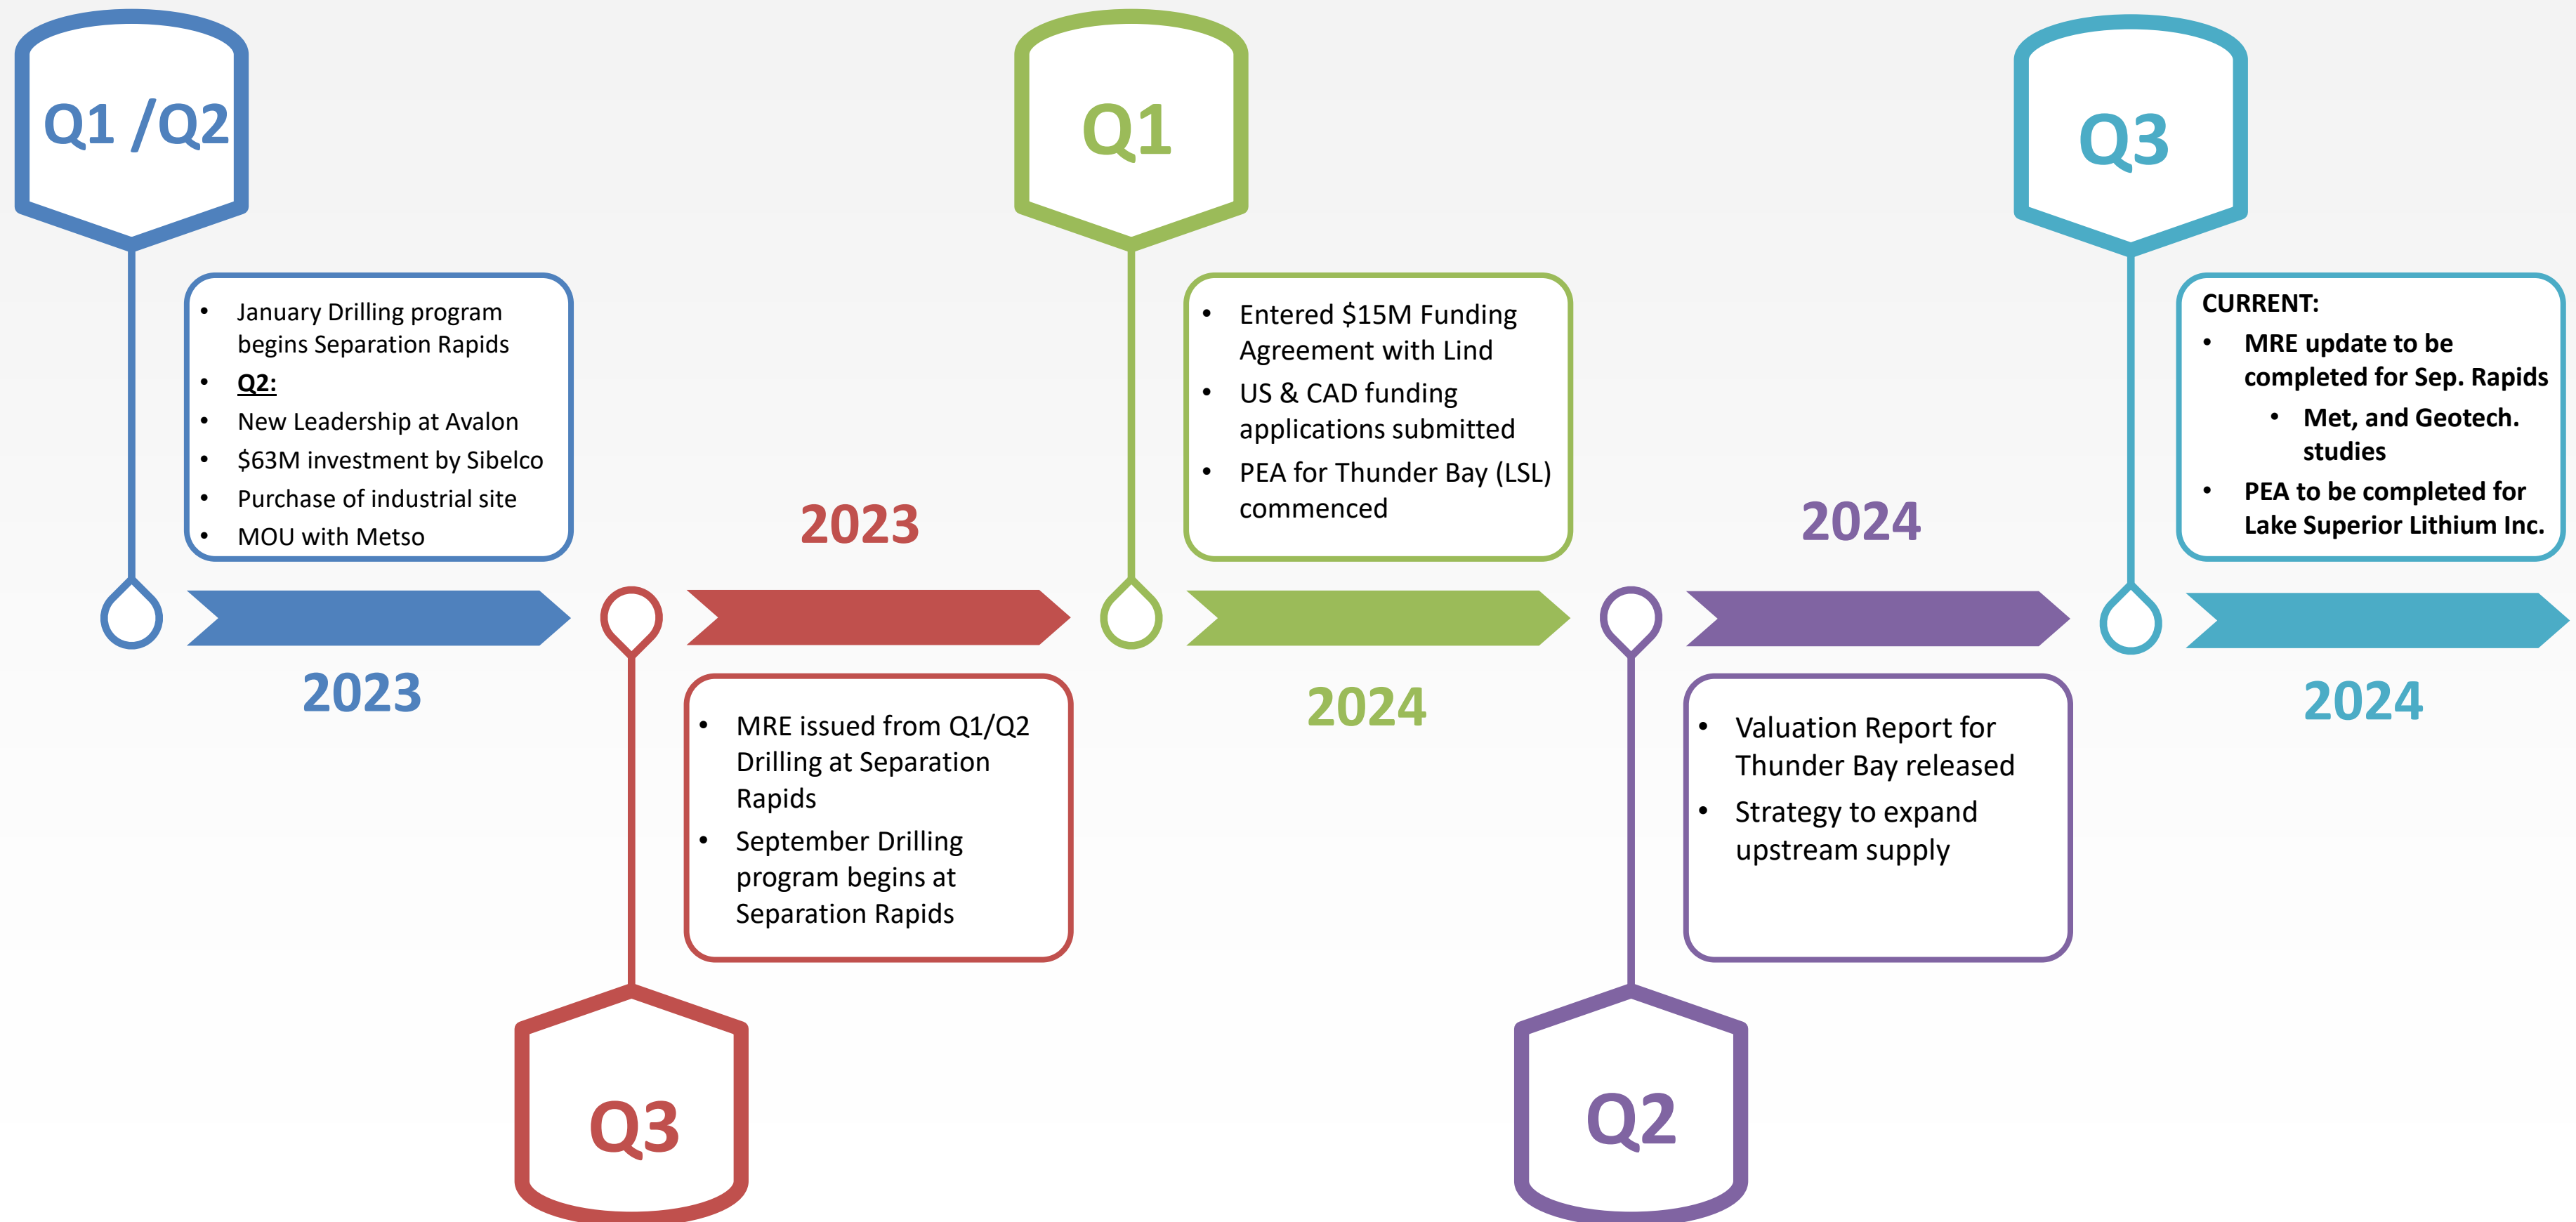 Q1 /Q2
• January Drilling program
begins Separation Rapids
• Q2:
• New Leadership at Avalon
• $63M investment by Sibelco
• Purchase of industrial site
• MOU with Metso
2023
2023
• MRE issued from Q1/Q2
Drilling at Separation
Rapids
• September Drilling
program begins at
Separation Rapids
Q3
Q1
• Entered $15M Funding
Agreement with Lind
• US & CAD funding
applications submitted
• PEA for Thunder Bay (LSL)
commenced
2024
2024
• Valuation Report for
Thunder Bay released
• Strategy to expand
upstream supply
Q2
Q3
CURRENT:
• MRE update to be
completed for Sep. Rapids
• Met, and Geotech.
studies
• PEA to be completed for
Lake Superior Lithium Inc.
2024